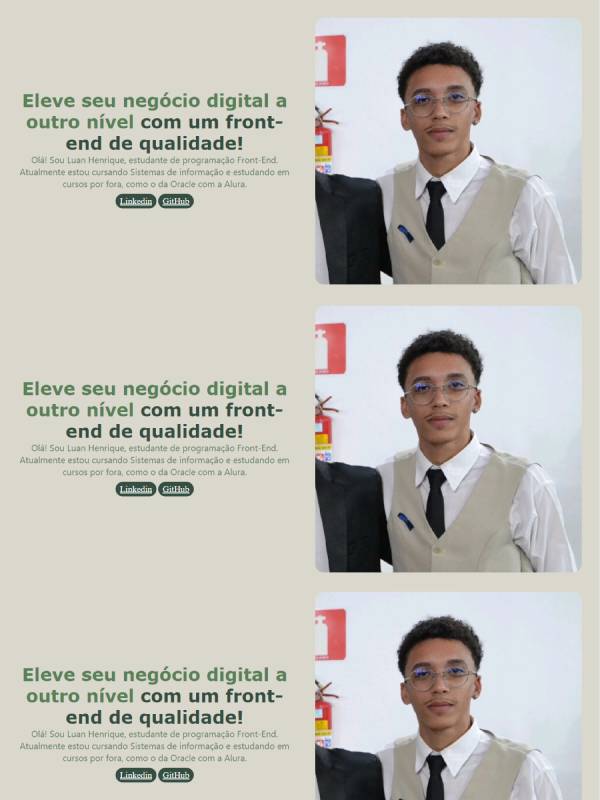 Eleve seu negócio digital a
outro nível com um front-
end de qualidade!
Olá! Sou Luan Henrique, estudante de programação Front-End.
Atualmente estou cursando Sistemas de informação e estudando em
cursos por fora, como o da Oracle com a Alura.
Linkedin GitHub
Eleve seu negócio digital a
outro nível com um front-
end de qualidade!
Olá! Sou Luan Henrique, estudante de programação Front-End.
Atualmente estou cursando Sistemas de informação e estudando em
cursos por fora, como o da Oracle com a Alura.
Linkedin GitHub
Eleve seu negócio digital a
outro nível com um front-
end de qualidade!
Olá! Sou Luan Henrique, estudante de programação Front-End.
Atualmente estou cursando Sistemas de informação e estudando em
cursos por fora, como o da Oracle com a Alura.
Linkedin GitHub